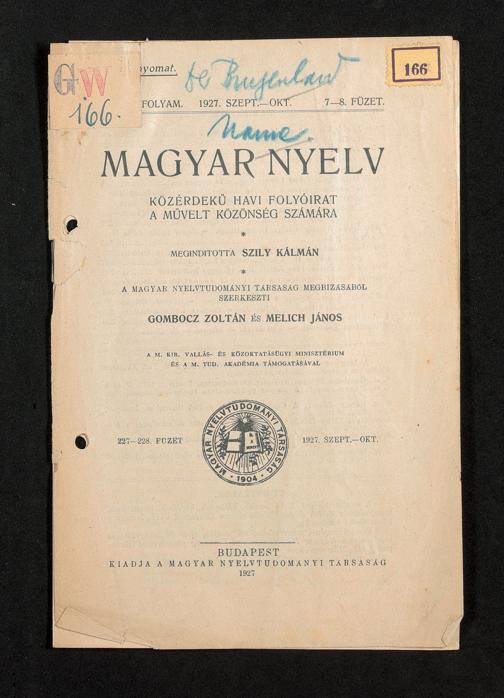 GW
166.
yomat.
der Burgenland
166
FOLYAM. 1927. SZEPT.—OKT. 7—8. FÜZET.
Name.
MAGYAR NYELV
KÖZÉRDEKŰ HAVI FOLYÓIRAT
A MŰVELT KÖZÖNSÉG SZÁMÁRA
*
MEGINDITOTTA SZILY KÁLMÁN
*
A MAGYAR NYELVTUDOMÁNYI TÁRSASÁG MEGBIZÁSÁBÓL
SZERKESZTI
GOMBOCZ ZOLTÁN ÉS MELICH JÁNOS
A M. KIR. VALLÁS- ÉS KÖZOKTATÁSÜGYI MINISZTÉRIUM
ÉS A M. TUD. AKADÉMIA TÁMOGATÁSÁVAL
227—228. FÜZET
MAGYAR NYELVTUDOMÁNYI TÁRSASÁG
• 1904 •
1927. SZEPT.—OKT.
BUDAPEST
KIADJA A MAGYAR NYELVTUDOMÁNYI TÁRSASÁG
1927